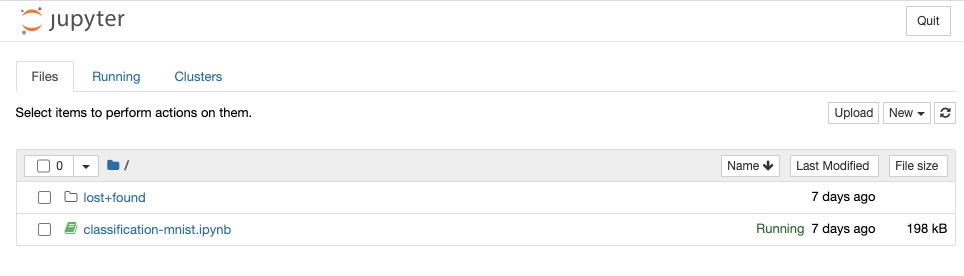 jupyter Quit
Files Running Clusters
Select items to perform actions on them. Upload New
0 / Name Last Modified File size
lost+found 7 days ago
classification-mnist.ipynb Running 7 days ago 198 kB